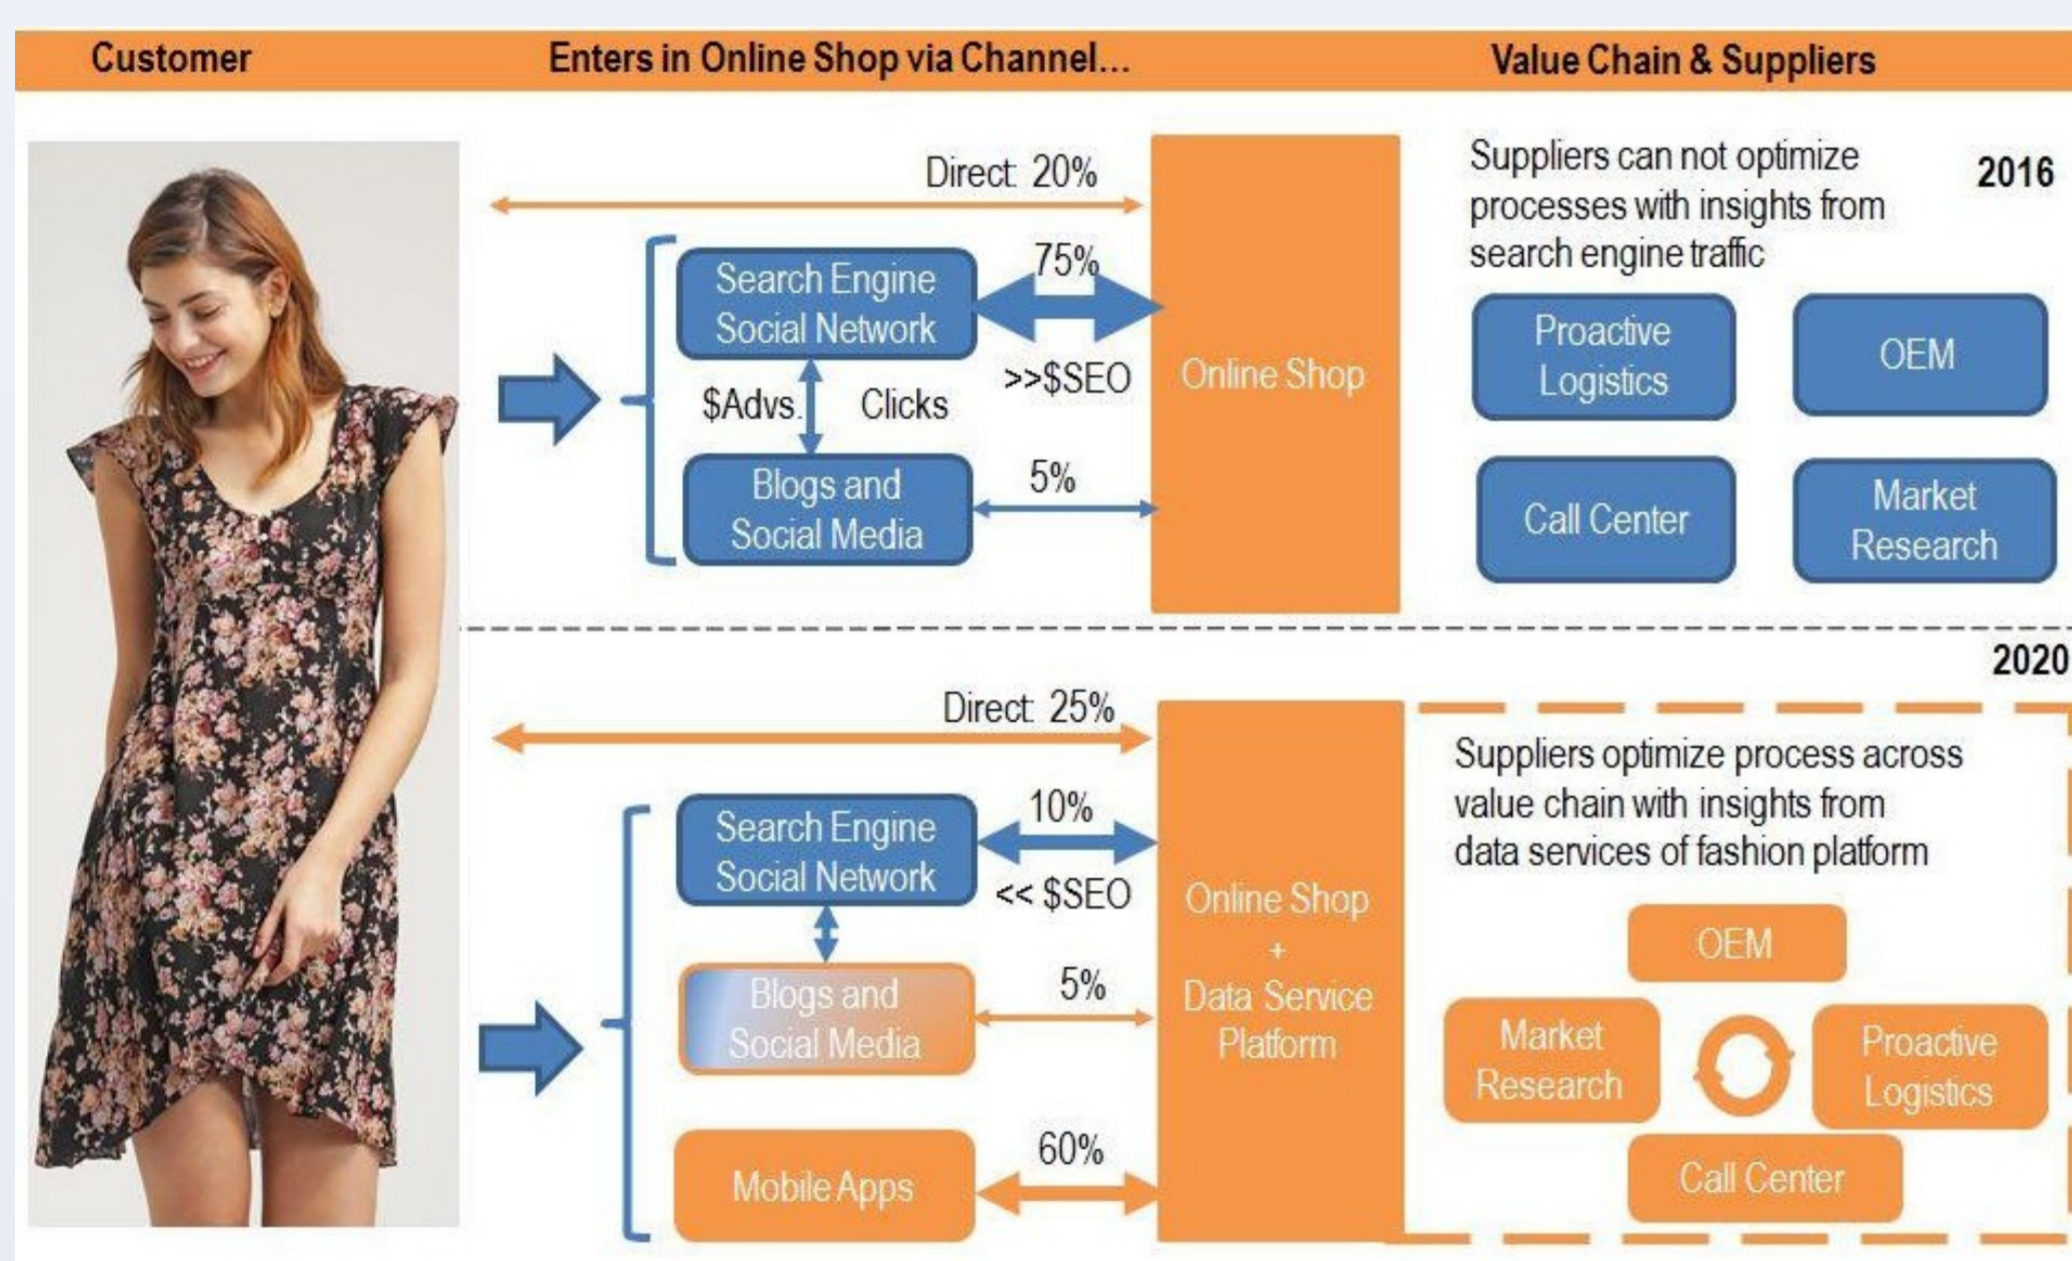 Customer
Enters in Online Shop via Channel...
Value Chain & Suppliers
Direct: 20%
Search Engine
Social Network
75%
>>$SEO
$Advs.
Clicks
Blogs and
Social Media
5%
Online Shop
Suppliers can not optimize
processes with insights from
search engine traffic
2016
Proactive
Logistics
OEM
Call Center
Market
Research
2020
Direct: 25%
Search Engine
Social Network
10%
<< $SEO
Blogs and
Social Media
5%
Mobile Apps
60%
Online Shop
+
Data Service
Platform
Suppliers optimize process across
value chain with insights from
data services of fashion platform
OEM
Market
Research
Proactive
Logistics
Call Center